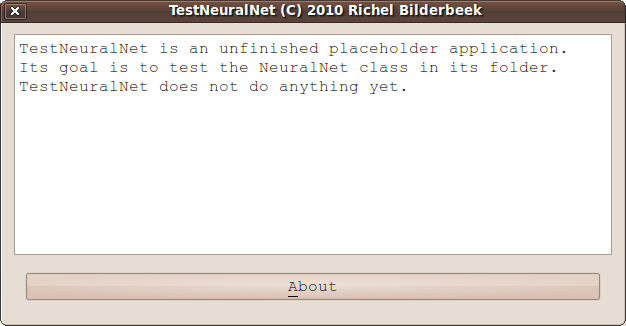 TestNeuralNet (C) 2010 Richel Bilderbeek
TestNeuralNet is an unfinished placeholder application.
Its goal is to test the NeuralNet class in its folder.
TestNeuralNet does not do anything yet.
About